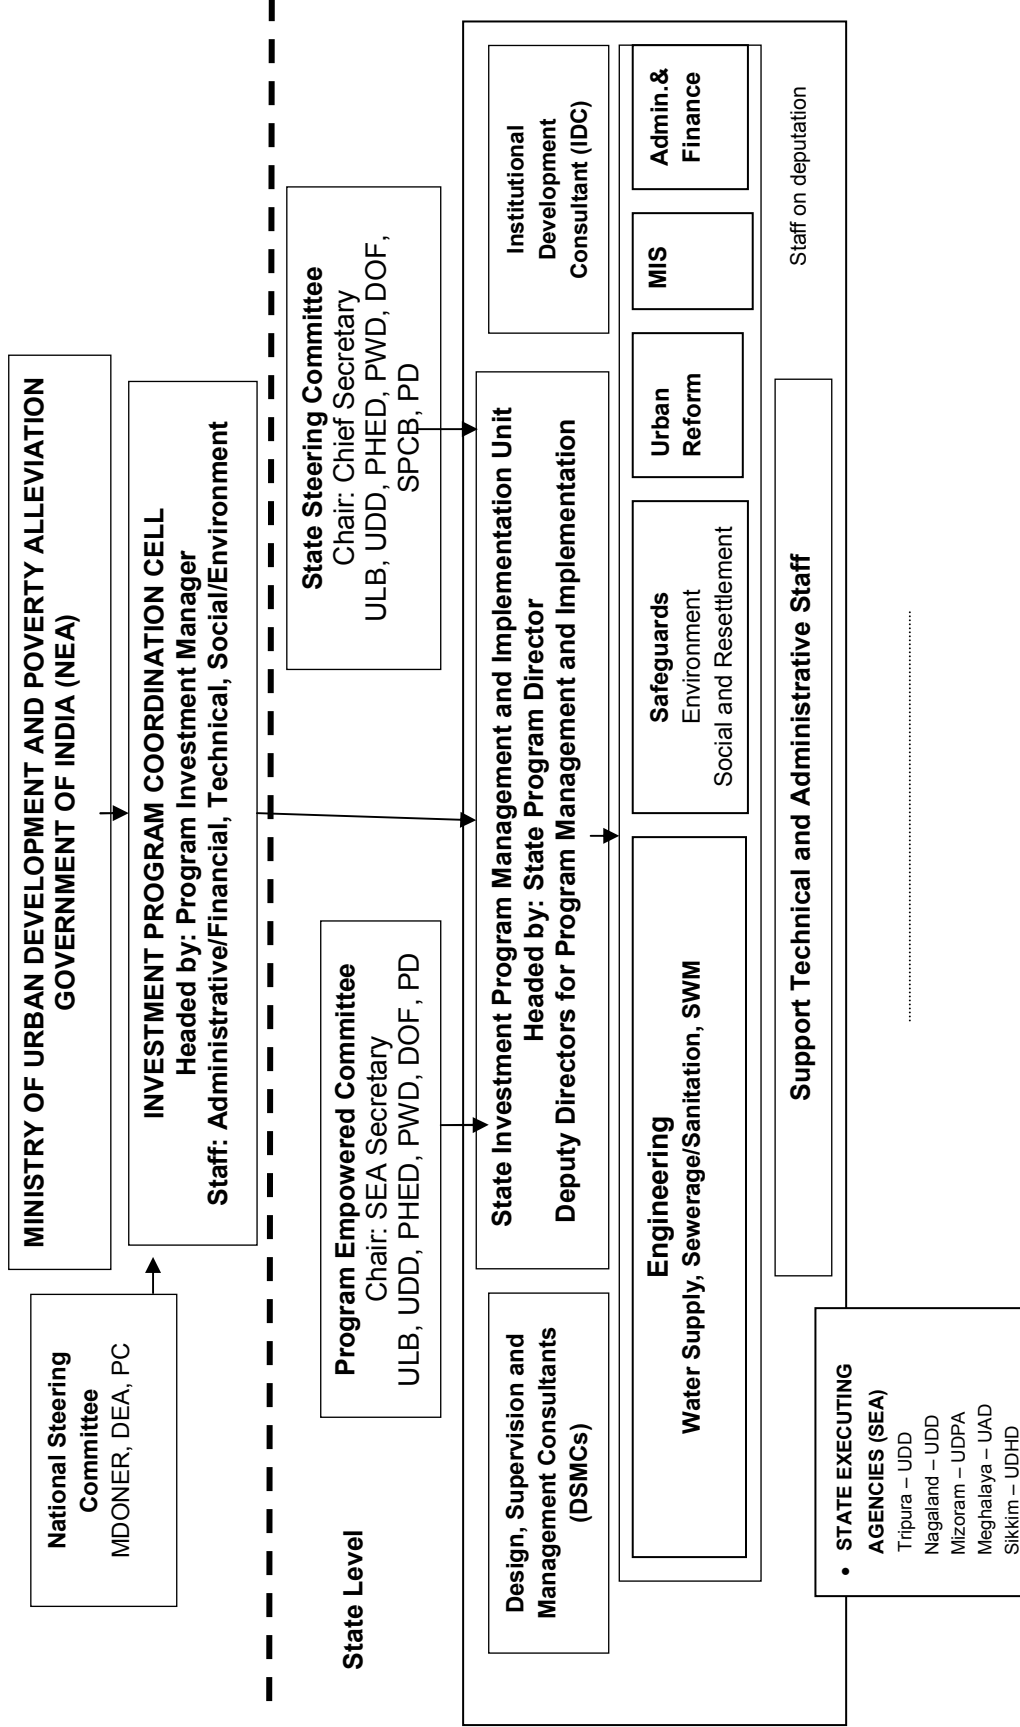 MINISTRY OF URBAN DEVELOPMENT AND POVERTY ALLEVIATION
GOVERNMENT OF INDIA (NEA)
National Steering
Committee
MDONER, DEA, PC
INVESTMENT PROGRAM COORDINATION CELL
Headed by: Program Investment Manager
Staff: Administrative/Financial, Technical, Social/Environment
State Level
Program Empowered Committee
Chair: SEA Secretary
ULB, UDD, PHED, PWD, DOF, PD
State Steering Committee
Chair: Chief Secretary
ULB, UDD, PHED, PWD, DOF,
SPCB, PD
Design, Supervision and
Management Consultants
(DSMCs)
State Investment Program Management and Implementation Unit
Headed by: State Program Director
Deputy Directors for Program Management and Implementation
Institutional
Development
Consultant (IDC)
Engineering
Water Supply, Sewerage/Sanitation, SWM
Safeguards
Environment
Social and Resettlement
Urban
Reform
MIS
Admin.&
Finance
Support Technical and Administrative Staff
Staff on deputation
• STATE EXECUTING
AGENCIES (SEA)
Tripura – UDD
Nagaland – UDD
Mizoram – UDPA
Meghalaya – UAD
Sikkim – UDHD